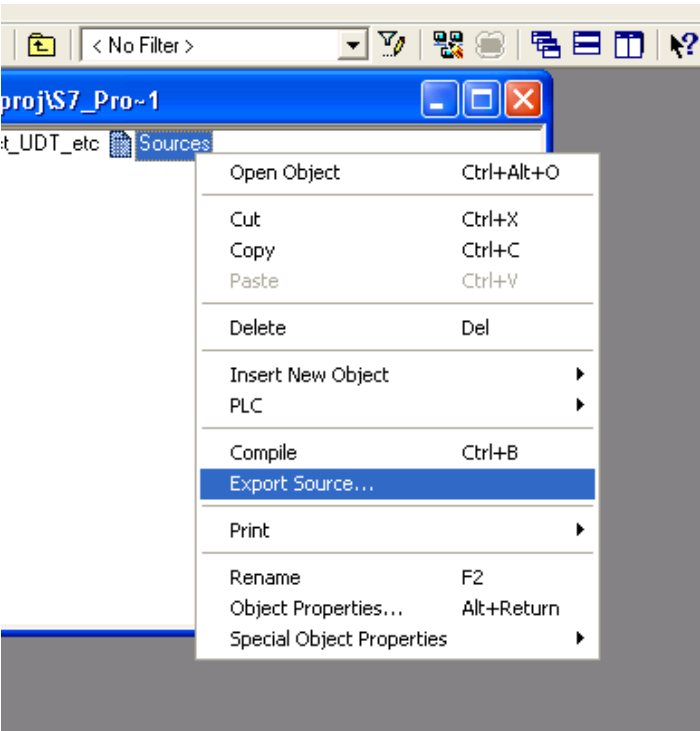 < No Filter >
proj\S7_Pro~1
ct_UDT_etc Sources
Open Object Ctrl+Alt+O
Cut Ctrl+X
Copy Ctrl+C
Paste Ctrl+V
Delete Del
Insert New Object
PLC
Compile Ctrl+B
Export Source...
Print
Rename F2
Object Properties... Alt+Return
Special Object Properties